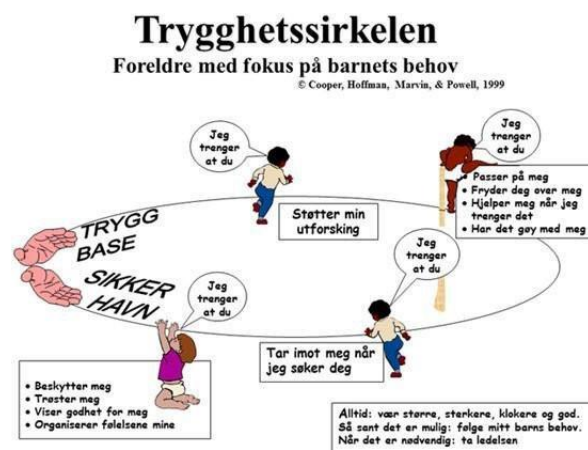 Trygghetssirkelen
Foreldre med fokus på barnets behov
© Cooper, Hoffman, Marvin, & Powell, 1999
Jeg
trenger
at du
Støtter min
utforsking
Jeg
trenger
at du
• Passer på meg
• Fryder deg over meg
• Hjelper meg når jeg
trenger det
• Har det gøy med meg
TRYGG
BASE
SIKKER
HAVN
Jeg
trenger
at du
Tar imot meg når
jeg søker deg
Jeg
trenger
at du
• Beskytter meg
• Trøster meg
• Viser godhet for meg
• Organiserer følelsene mine
Alltid: vær større, sterkere, klokere og god.
Så sant det er mulig: følge mitt barns behov.
Når det er nødvendig: ta ledelsen